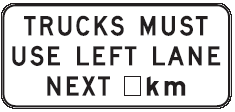 TRUCKS MUST
USE LEFT LANE
NEXT □km